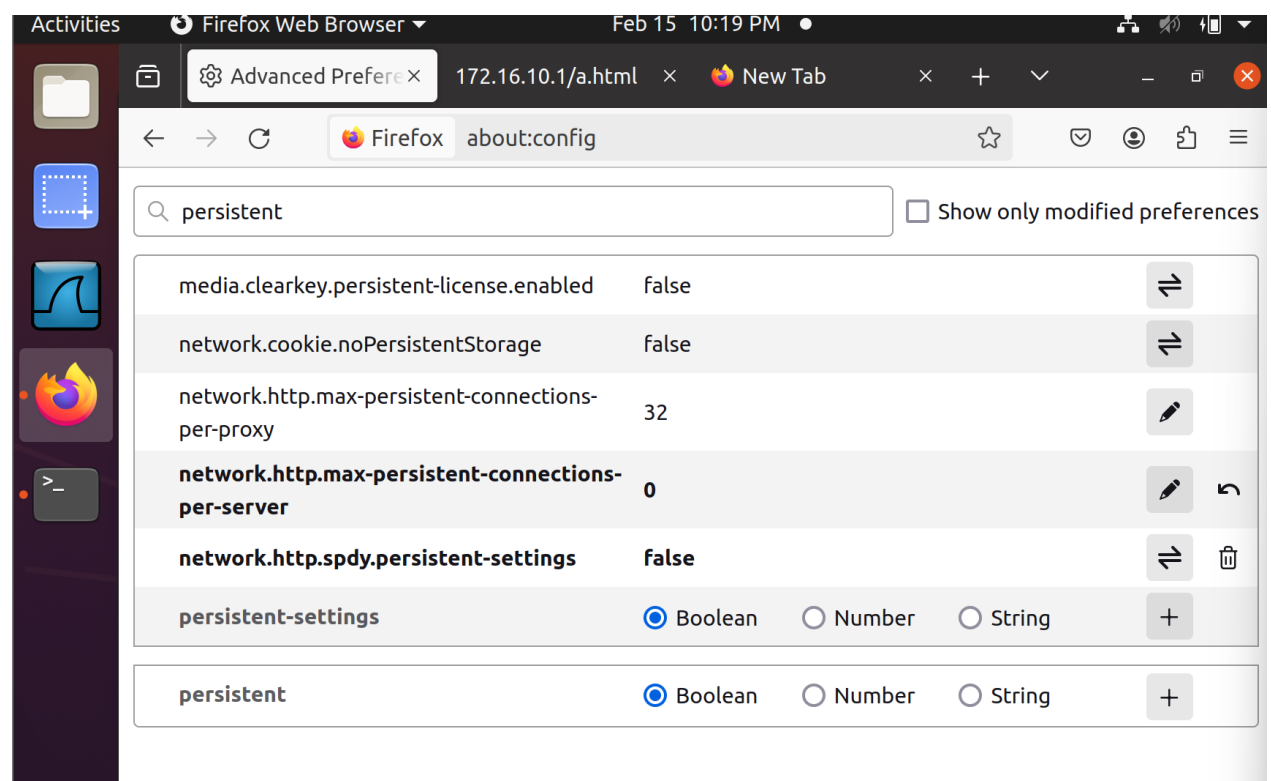 Activities Firefox Web Browser Feb 15 10:19 PM
Advanced Prefere 172.16.10.1/a.html New Tab
Firefox about:config
persistent Show only modified preferences
media.clearkey.persistent-license.enabled false
network.cookie.noPersistentStorage false
network.http.max-persistent-connections-
per-proxy 32
network.http.max-persistent-connections-
per-server 0
network.http.spdy.persistent-settings false
persistent-settings Boolean Number String
persistent Boolean Number String